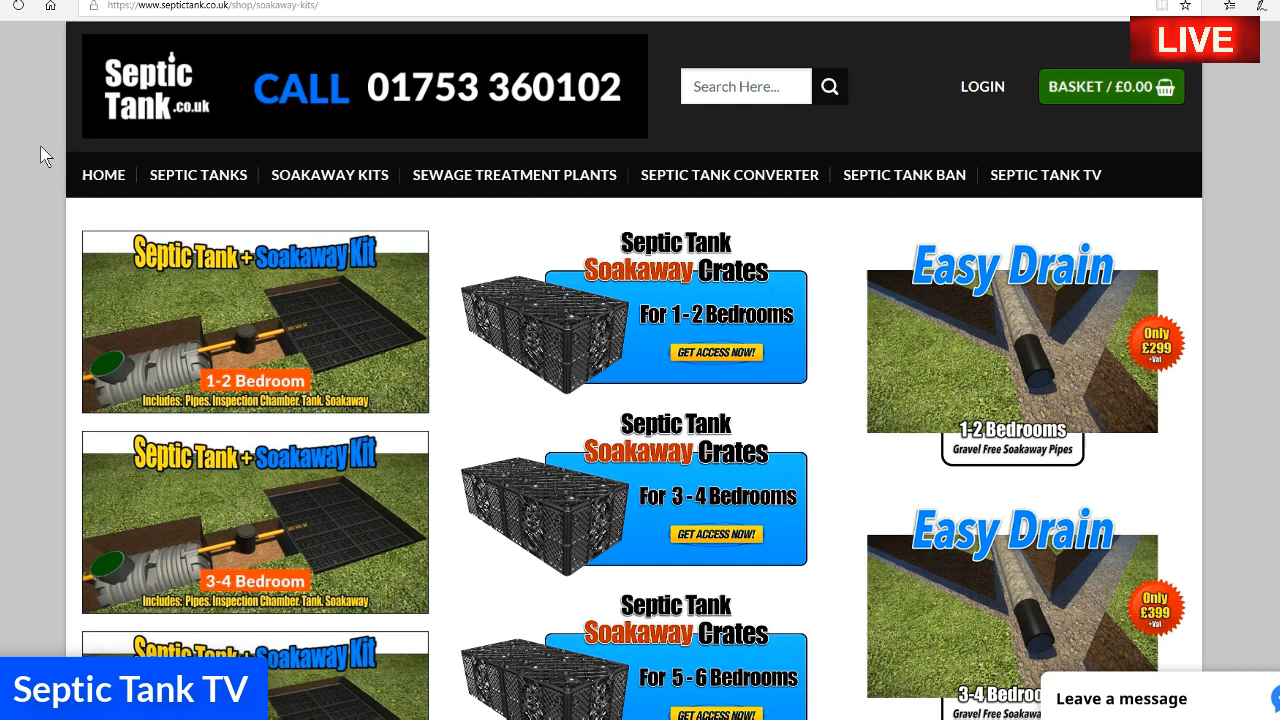 https://www.septictank.co.uk/shop/soakaway-kits/
LIVE
Septic
Tank.co.uk
CALL 01753 360102
Search Here...
LOGIN
BASKET / £0.00
HOME
SEPTIC TANKS
SOAKAWAY KITS
SEWAGE TREATMENT PLANTS
SEPTIC TANK CONVERTER
SEPTIC TANK BAN
SEPTIC TANK TV
Septic Tank + Soakaway Kit
1-2 Bedroom
Includes: Pipes. Inspection Chamber. Tank. Soakaway
Septic Tank
Soakaway Crates
For 1-2 Bedrooms
GET ACCESS NOW!
Easy Drain
Only
£299
+Vat
1-2 Bedrooms
Gravel Free Soakaway Pipes
Septic Tank + Soakaway Kit
3-4 Bedroom
Includes: Pipes. Inspection Chamber. Tank. Soakaway
Septic Tank
Soakaway Crates
For 3-4 Bedrooms
GET ACCESS NOW!
Easy Drain
Only
£399
+Vat
3-4 Bedroo
Gravel Free Soakawa
Septic Tank + Soakaway Kit
Septic Tank
Soakaway Crates
For 5-6 Bedrooms
GET ACCESS NOW!
Septic Tank TV
Leave a message